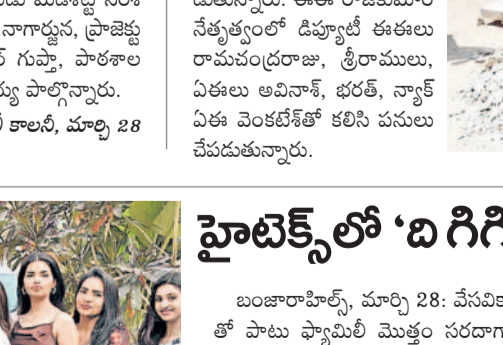 నాగార్జున, ప్రాజెక్టు
గుప్తా, పాఠశాల
పాల్గొన్నారు.
కాలనీ, మార్చి 28
నేతృత్వంలో డిప్యూటీ ఈఈలు
రామచంద్రరాజు, శ్రీరాములు,
ఏఈలు అవినాశ్, భరత్, న్యాక్
ఏఈ వెంకటేశ్‌తో కలిసి పనులు
చేపడుతున్నారు.
హైటెక్స్‌లో ‘ది గిగి
బంజారాహిల్స్, మార్చి 28: వేసవిక
తో పాటు ఫ్యామిలీ మొత్తం సరదాగ